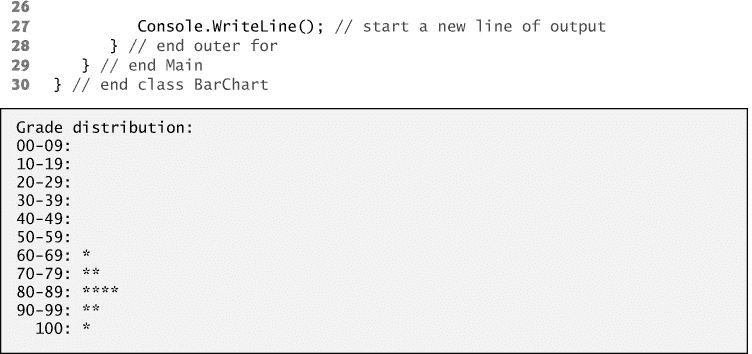 26
27 Console.WriteLine(); // start a new line of output
28 } // end outer for
29 } // end Main
30 } // end class BarChart
Grade distribution:
00-09:
10-19:
20-29:
30-39:
40-49:
50-59:
60-69: *
70-79: **
80-89: ****
90-99: **
100: *